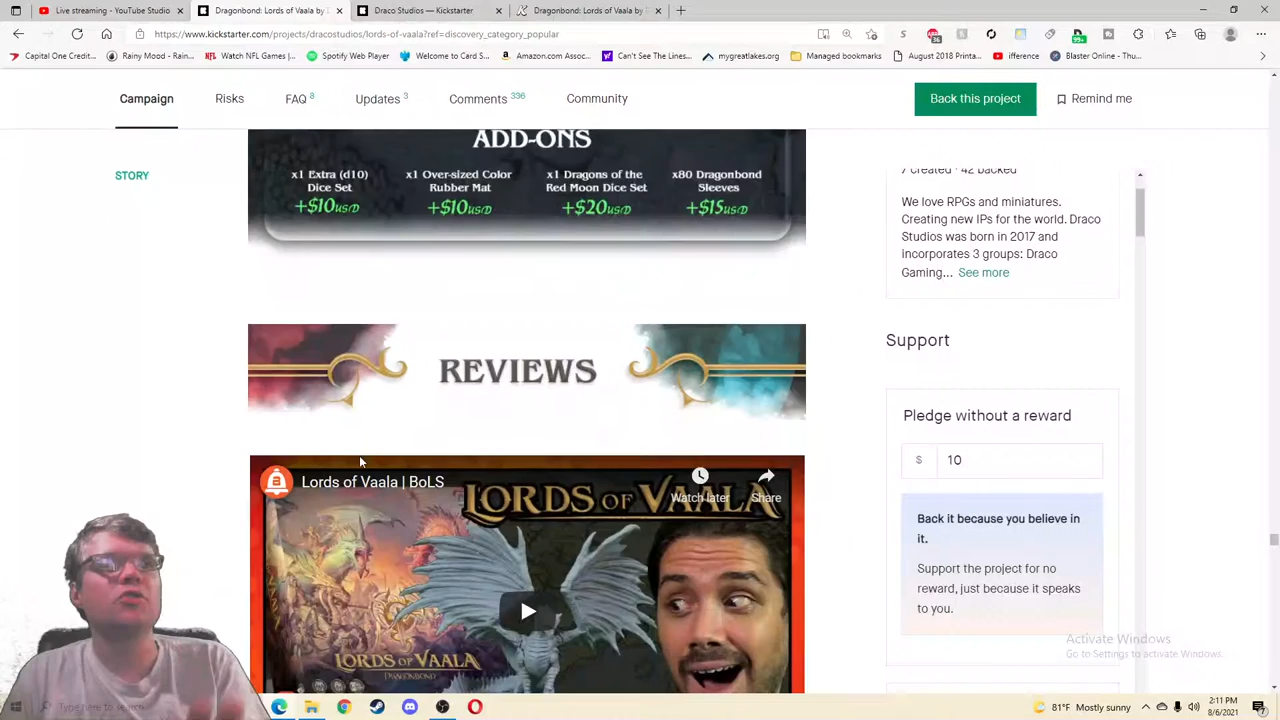 Live streaming - YouTube Studio
Dragonbond: Lords of Vaala by D
Draco Studios — Kickstarter
Dragonbond: Lords of Vaala by
https://www.kickstarter.com/projects/dracostudios/lords-of-vaala?ref=discovery_category_popular
Capital One Credit...
Rainy Mood - Rain...
Watch NFL Games |...
Spotify Web Player
Welcome to Card S...
Amazon.com Assoc...
Can't See The Lines...
mygreatlakes.org
Managed bookmarks
August 2018 Printa...
ifference
Blaster Online - Thu...
Campaign
Risks
FAQ 8
Updates 3
Comments 336
Community
Back this project
Remind me
STORY
ADD-ONS
x1 Extra (d10)
Dice Set
+$10USD
x1 Over-sized Color
Rubber Mat
+$10USD
x1 Dragons of the
Red Moon Dice Set
+$20USD
x80 Dragonbond
Sleeves
+$15USD
REVIEWS
Lords of Vaala | BoLS
Watch later
Share
LORDS OF VAALA
LORDS OF VAALA
DRAGONBOND
7 created · 42 backed
We love RPGs and miniatures.
Creating new IPs for the world. Draco
Studios was born in 2017 and
incorporates 3 groups: Draco
Gaming... See more
Support
Pledge without a reward
$ 10
Back it because you believe in
it.
Support the project for no
reward, just because it speaks
to you.
Activate Windows
Go to Settings to activate Windows.
Type here to search
81°F Mostly sunny
2:11 PM
8/6/2021